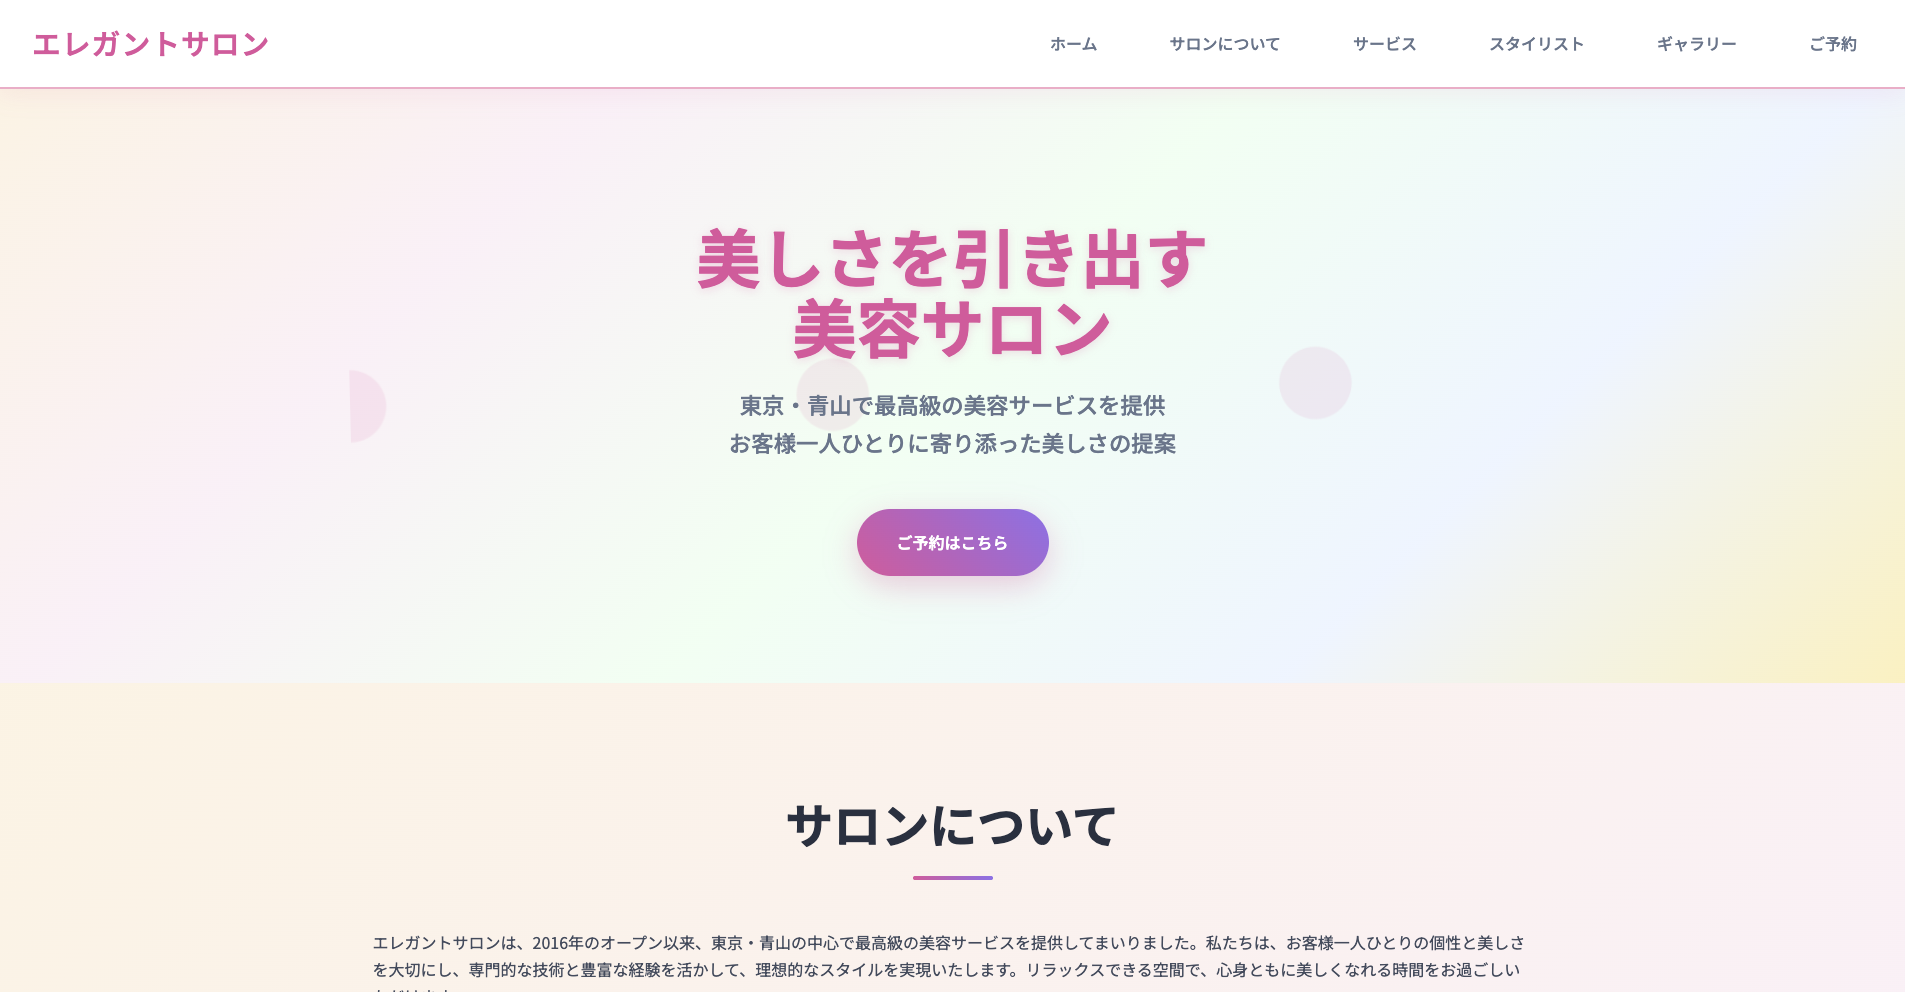 エレガントサロン
ホーム サロンについて サービス スタイリスト ギャラリー ご予約
美しさを引き出す
美容サロン
東京・青山で最高級の美容サービスを提供
お客様一人ひとりに寄り添った美しさの提案
ご予約はこちら
サロンについて
エレガントサロンは、2016年のオープン以来、東京・青山の中心で最高級の美容サービスを提供してまいりました。私たちは、お客様一人ひとりの個性と美しさ
を大切にし、専門的な技術と豊富な経験を活かして、理想的なスタイルを実現いたします。リラックスできる空間で、心身ともに美しくなれる時間をお過ごしい